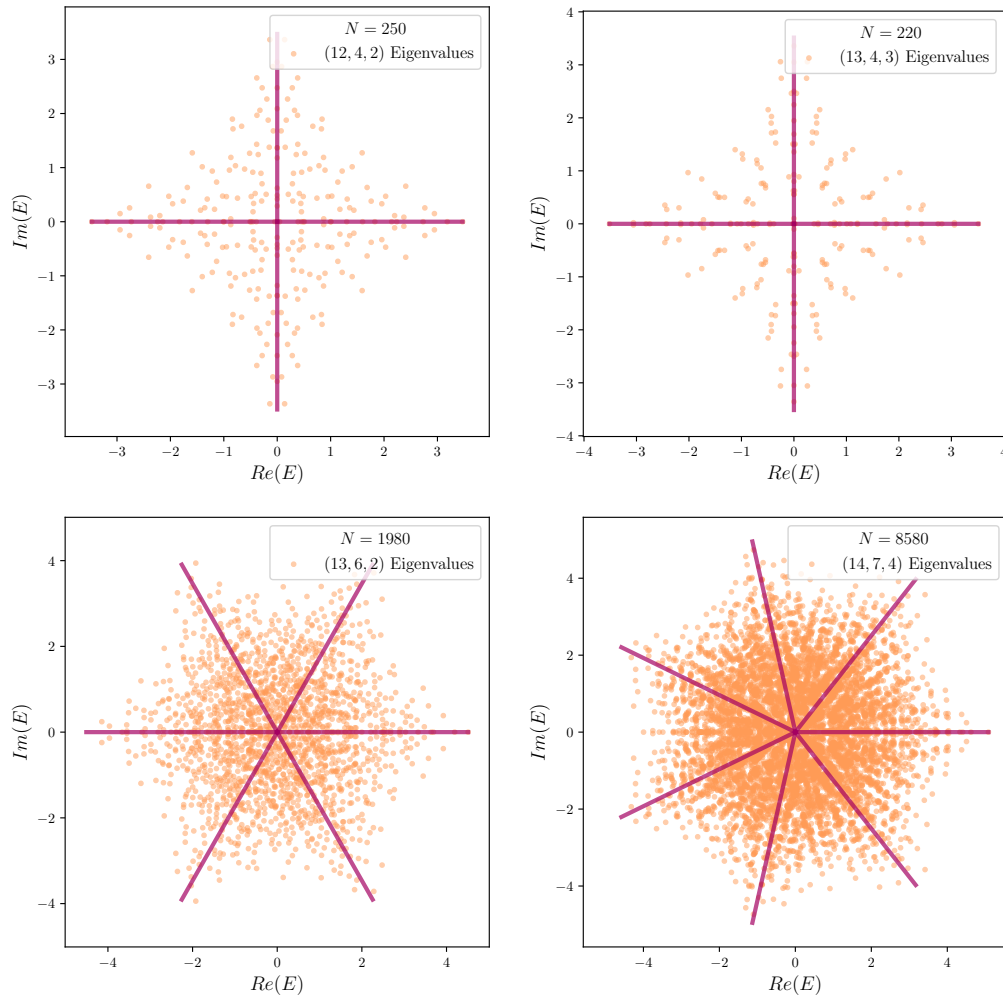 N = 250
(12, 4, 2) Eigenvalues
3
2
1
0
−1
−2
−3
Im(E)
−3 −2 −1 0 1 2 3
Re(E)
N = 220
(13, 4, 3) Eigenvalues
4
3
2
1
0
−1
−2
−3
−4
Im(E)
−4 −3 −2 −1 0 1 2 3 4
Re(E)
N = 1980
(13, 6, 2) Eigenvalues
4
2
0
−2
−4
Im(E)
−4 −2 0 2 4
Re(E)
N = 8580
(14, 7, 4) Eigenvalues
4
2
0
−2
−4
Im(E)
−4 −2 0 2 4
Re(E)